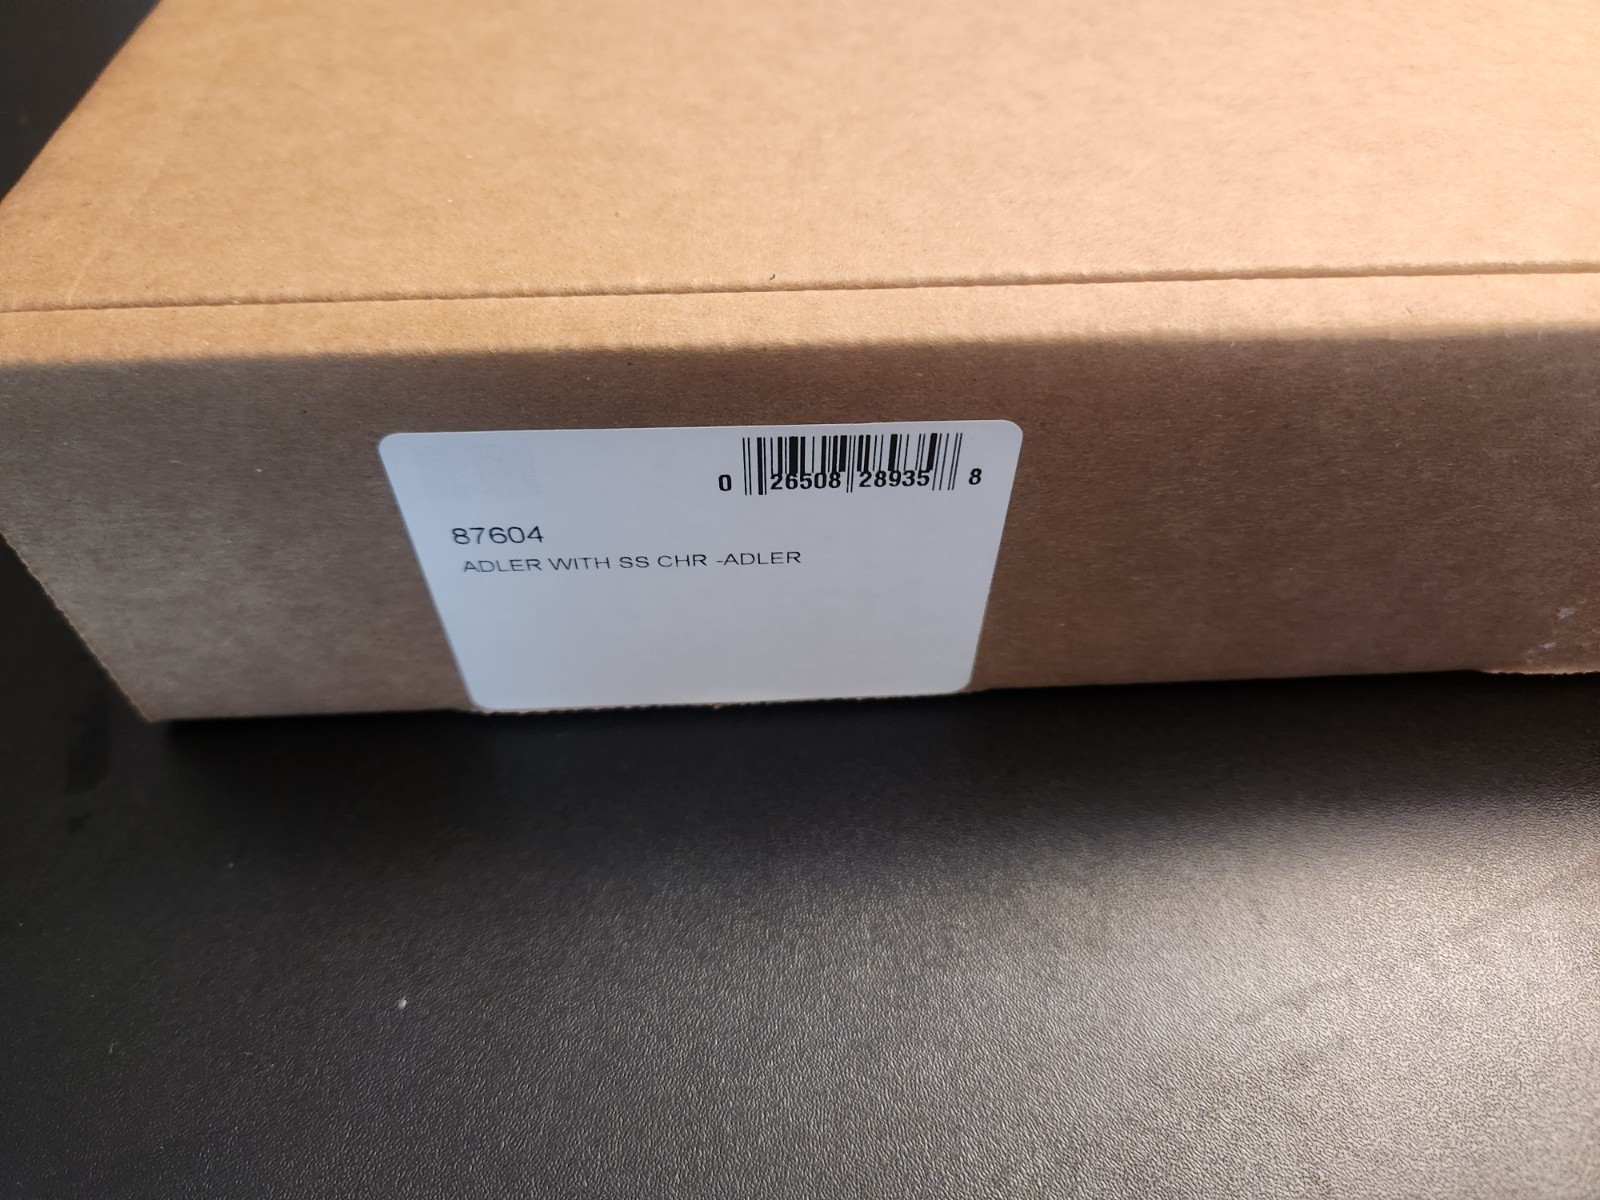 0 26508 28935 8
87604
ADLER WITH SS CHR -ADLER